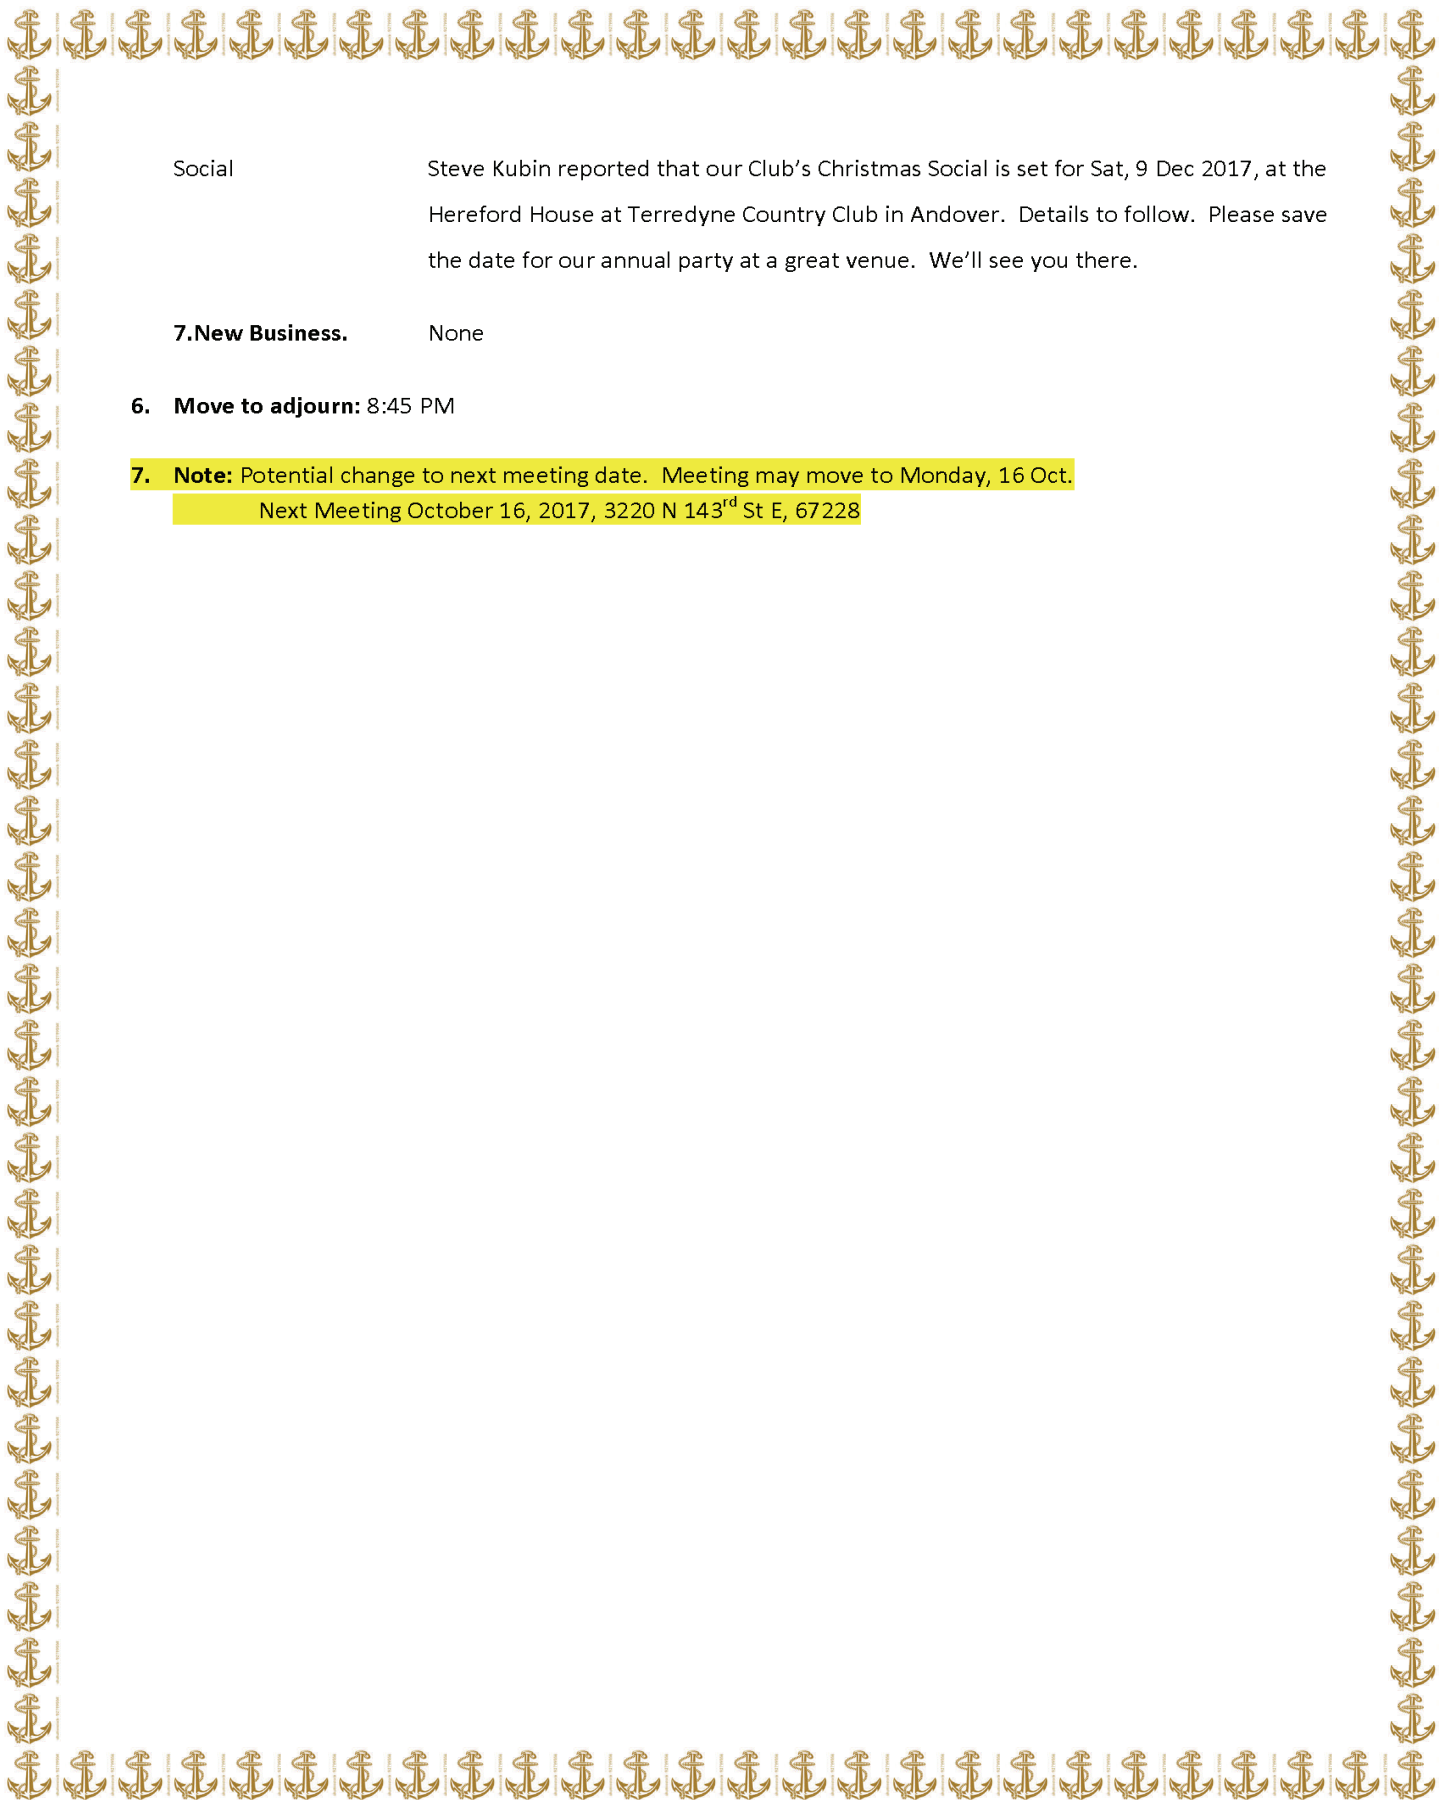 Social Steve Kubin reported that our Club’s Christmas Social is set for Sat, 9 Dec 2017, at the
Hereford House at Terredyne Country Club in Andover. Details to follow. Please save
the date for our annual party at a great venue. We’ll see you there.
7.New Business. None
6. Move to adjourn: 8:45 PM
7. Note: Potential change to next meeting date. Meeting may move to Monday, 16 Oct.
Next Meeting October 16, 2017, 3220 N 143rd St E, 67228